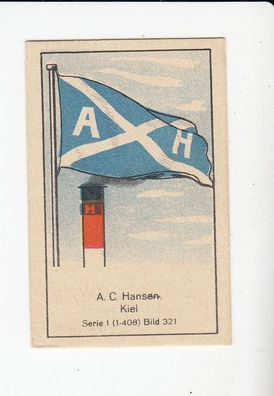 A H
H
A. C. Hansen
Kiel
Serie 1 (1-408) Bild 321